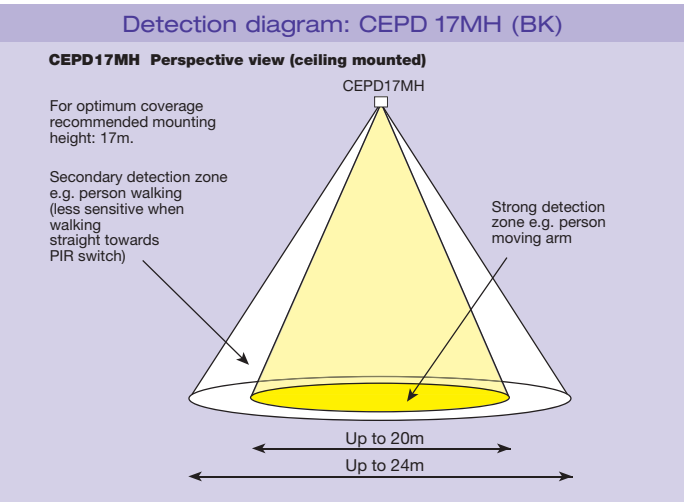 Detection diagram: CEPD 17MH (BK)
CEPD17MH Perspective view (ceiling mounted)
CEPD17MH
For optimum coverage
recommended mounting
height: 17m.
Secondary detection zone
e.g. person walking
(less sensitive when
walking
straight towards
PIR switch)
Strong detection
zone e.g. person
moving arm
Up to 20m
Up to 24m